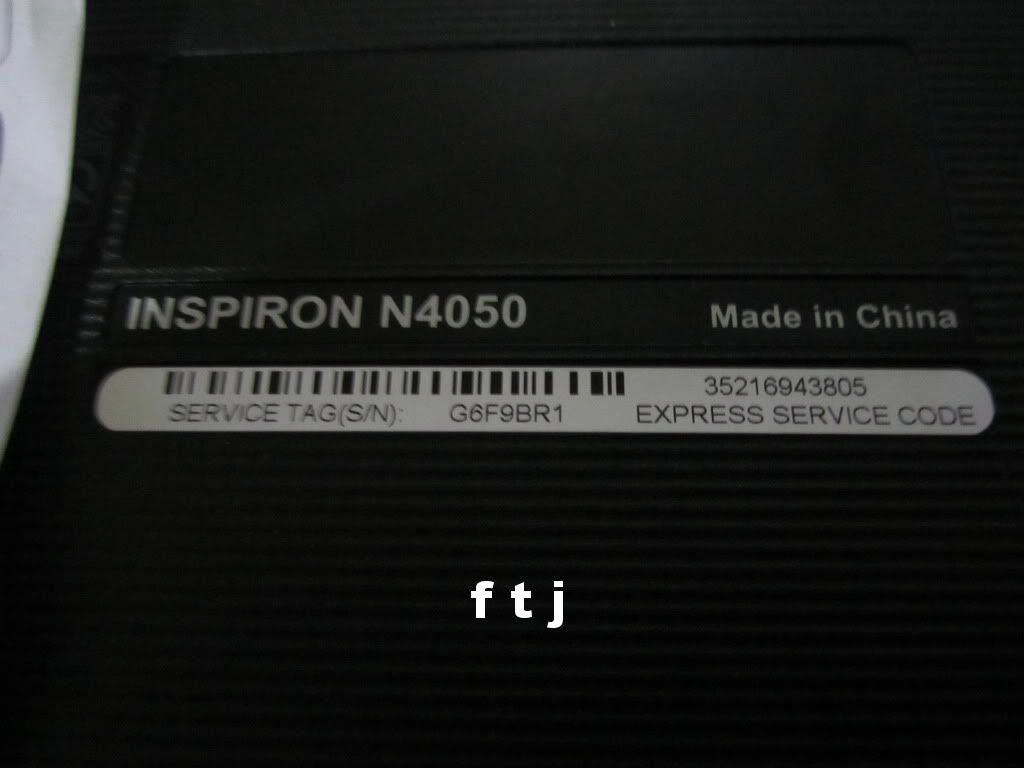 INSPIRON N4050 Made in China
35216943805
SERVICE TAG(S/N): G6F9BR1 EXPRESS SERVICE CODE
f t j